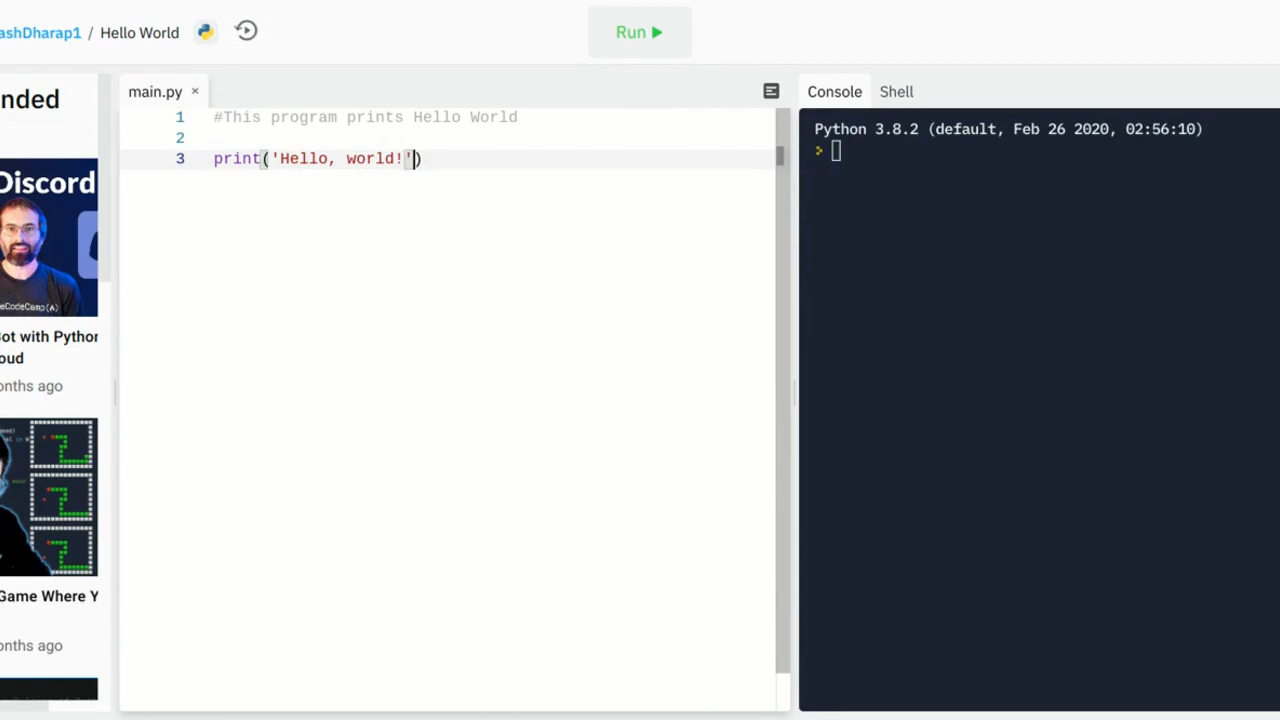 ashDharap1 / Hello World
Run
nded
Discord
eCodeCamp(A)
Bot with Python
oud
onths ago
Game Where Y
onths ago
main.py ×
1 #This program prints Hello World
2
3 print('Hello, world!')
Console Shell
Python 3.8.2 (default, Feb 26 2020, 02:56:10)
>